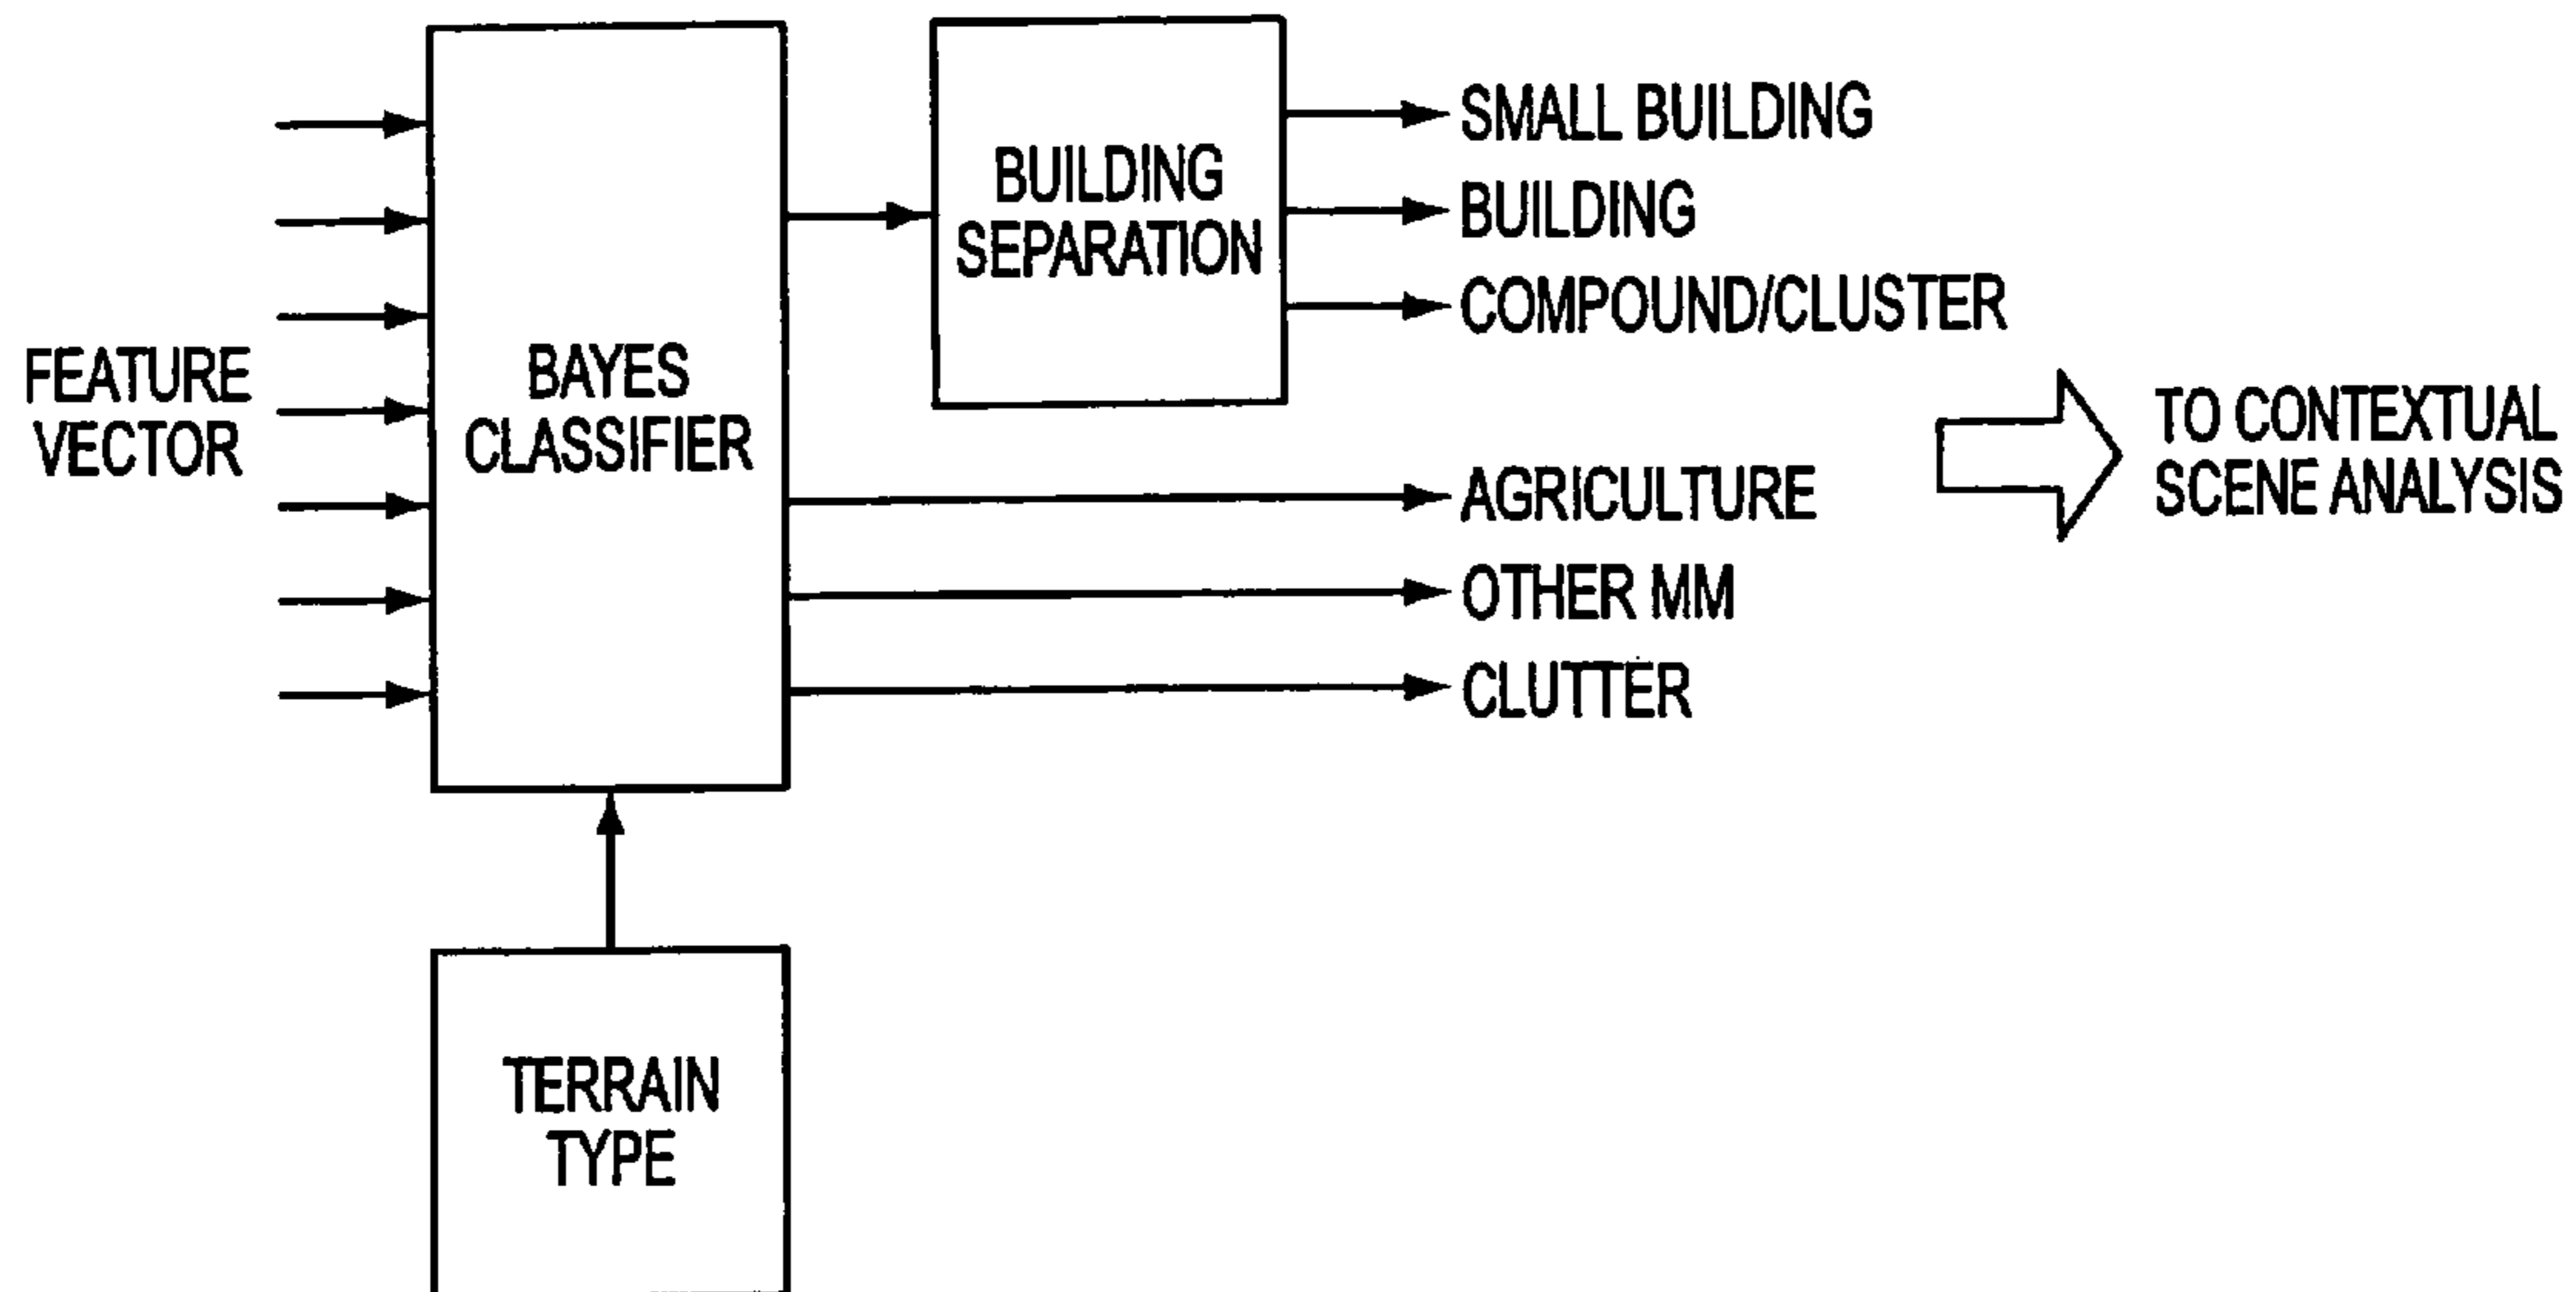 FEATURE
VECTOR
BAYES
CLASSIFIER
BUILDING
SEPARATION
SMALL BUILDING
BUILDING
COMPOUND/CLUSTER
AGRICULTURE
OTHER MM
CLUTTER
TO CONTEXTUAL
SCENE ANALYSIS
TERRAIN
TYPE